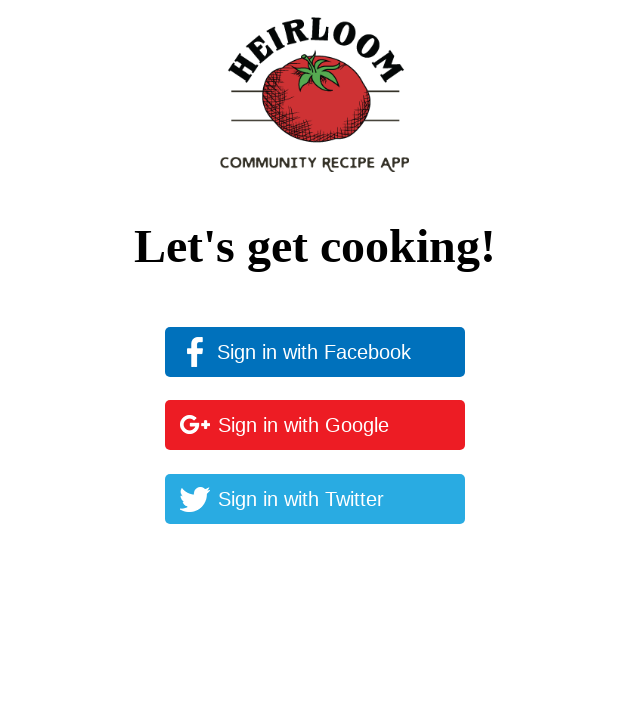 HEIRLOOM
COMMUNITY RECIPE APP
Let's get cooking!
Sign in with Facebook
Sign in with Google
Sign in with Twitter